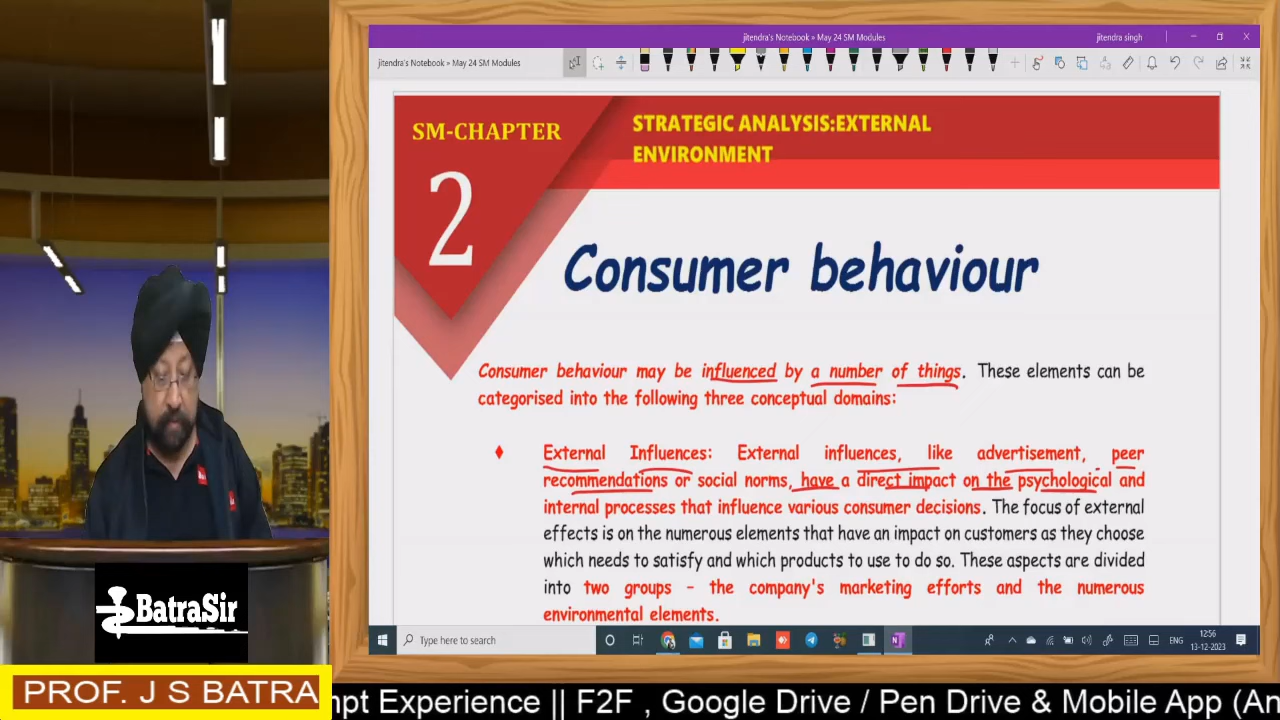 jitendra's Notebook » May 24 SM Modules
jitendra singh
jitendra's Notebook » May 24 SM Modules
SM-CHAPTER
2
STRATEGIC ANALYSIS:EXTERNAL
ENVIRONMENT
Consumer behaviour
Consumer behaviour may be influenced by a number of things. These elements can be
categorised into the following three conceptual domains:
External Influences: External influences, like advertisement, peer
recommendations or social norms, have a direct impact on the psychological and
internal processes that influence various consumer decisions. The focus of external
effects is on the numerous elements that have an impact on customers as they choose
which needs to satisfy and which products to use to do so. These aspects are divided
into two groups - the company's marketing efforts and the numerous
environmental elements.
BatraSir
Type here to search
ENG
12:56
13-12-2023
PROF. J S BATRA
mpt Experience || F2F , Google Drive / Pen Drive & Mobile App (An